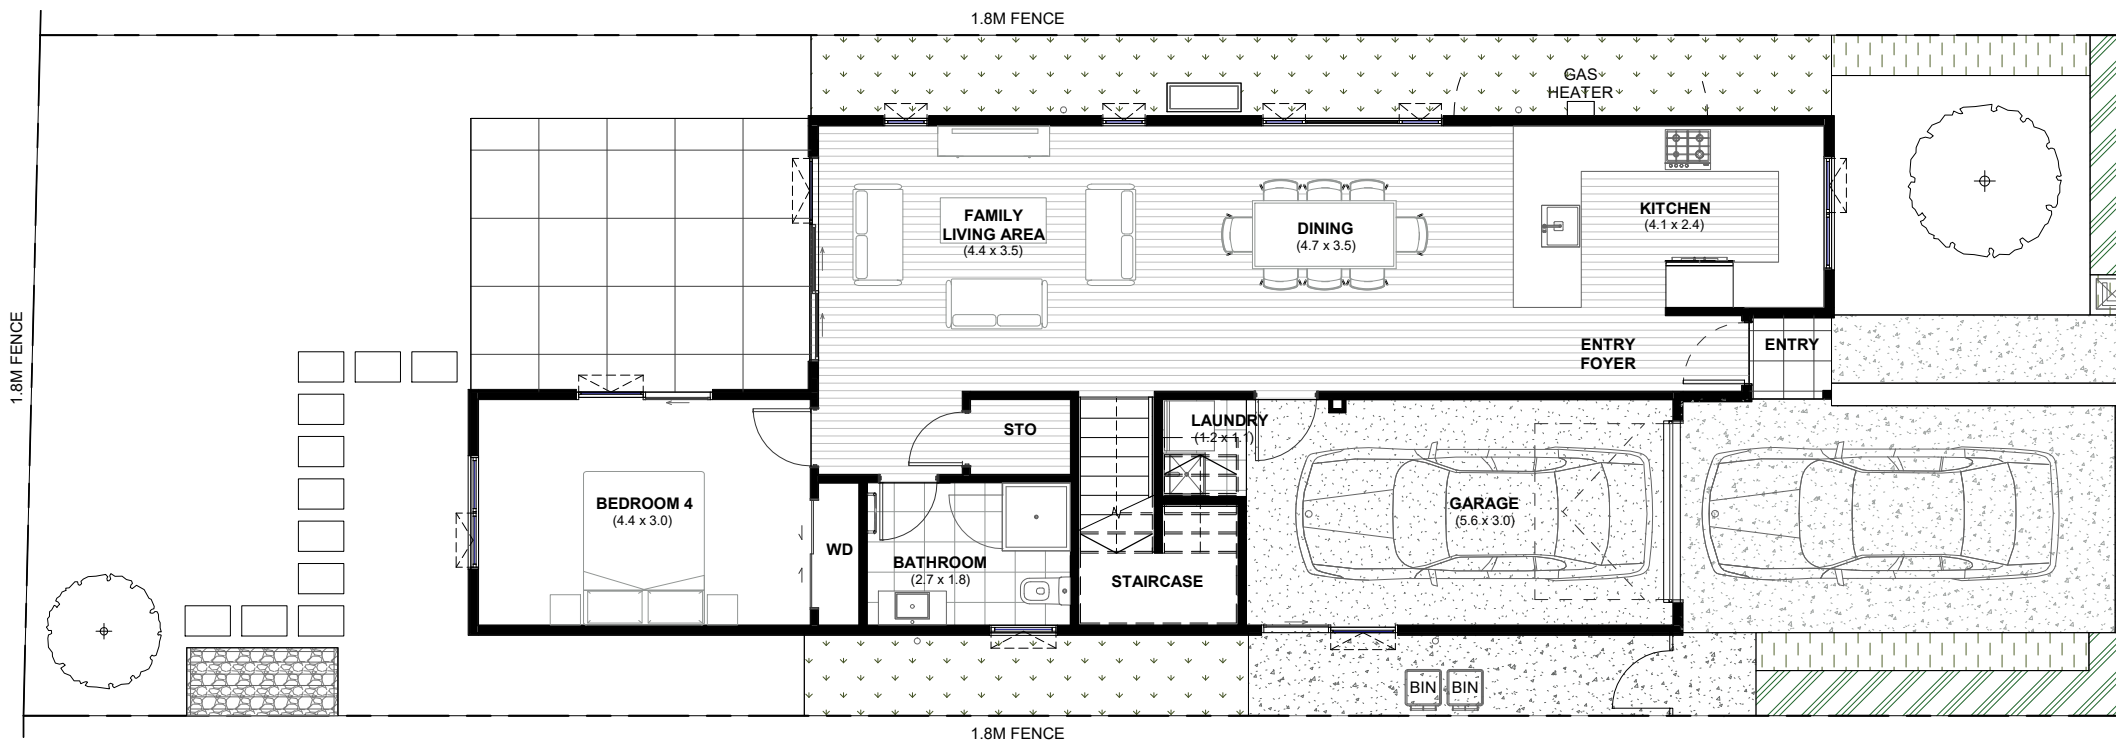 1.8M FENCE
GAS
HEATER
FAMILY
LIVING AREA
(4.4 x 3.5)
DINING
(4.7 x 3.5)
KITCHEN
(4.1 x 2.4)
1.8M FENCE
ENTRY
FOYER
ENTRY
STO
LAUNDRY
(1.2 x 1.1)
BEDROOM 4
(4.4 x 3.0)
WD
BATHROOM
(2.7 x 1.8)
STAIRCASE
GARAGE
(5.6 x 3.0)
BIN
BIN
1.8M FENCE